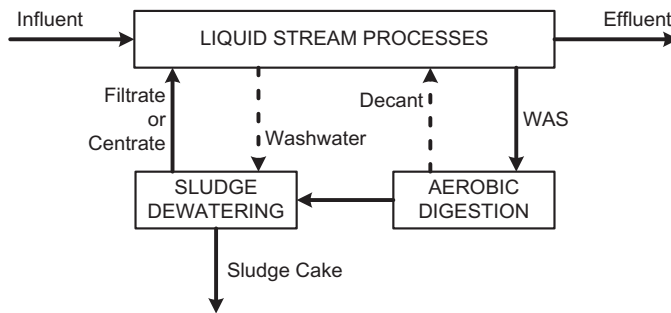 Influent
LIQUID STREAM PROCESSES
Effluent
Filtrate
or
Centrate
Washwater
Decant
WAS
SLUDGE
DEWATERING
AEROBIC
DIGESTION
Sludge Cake